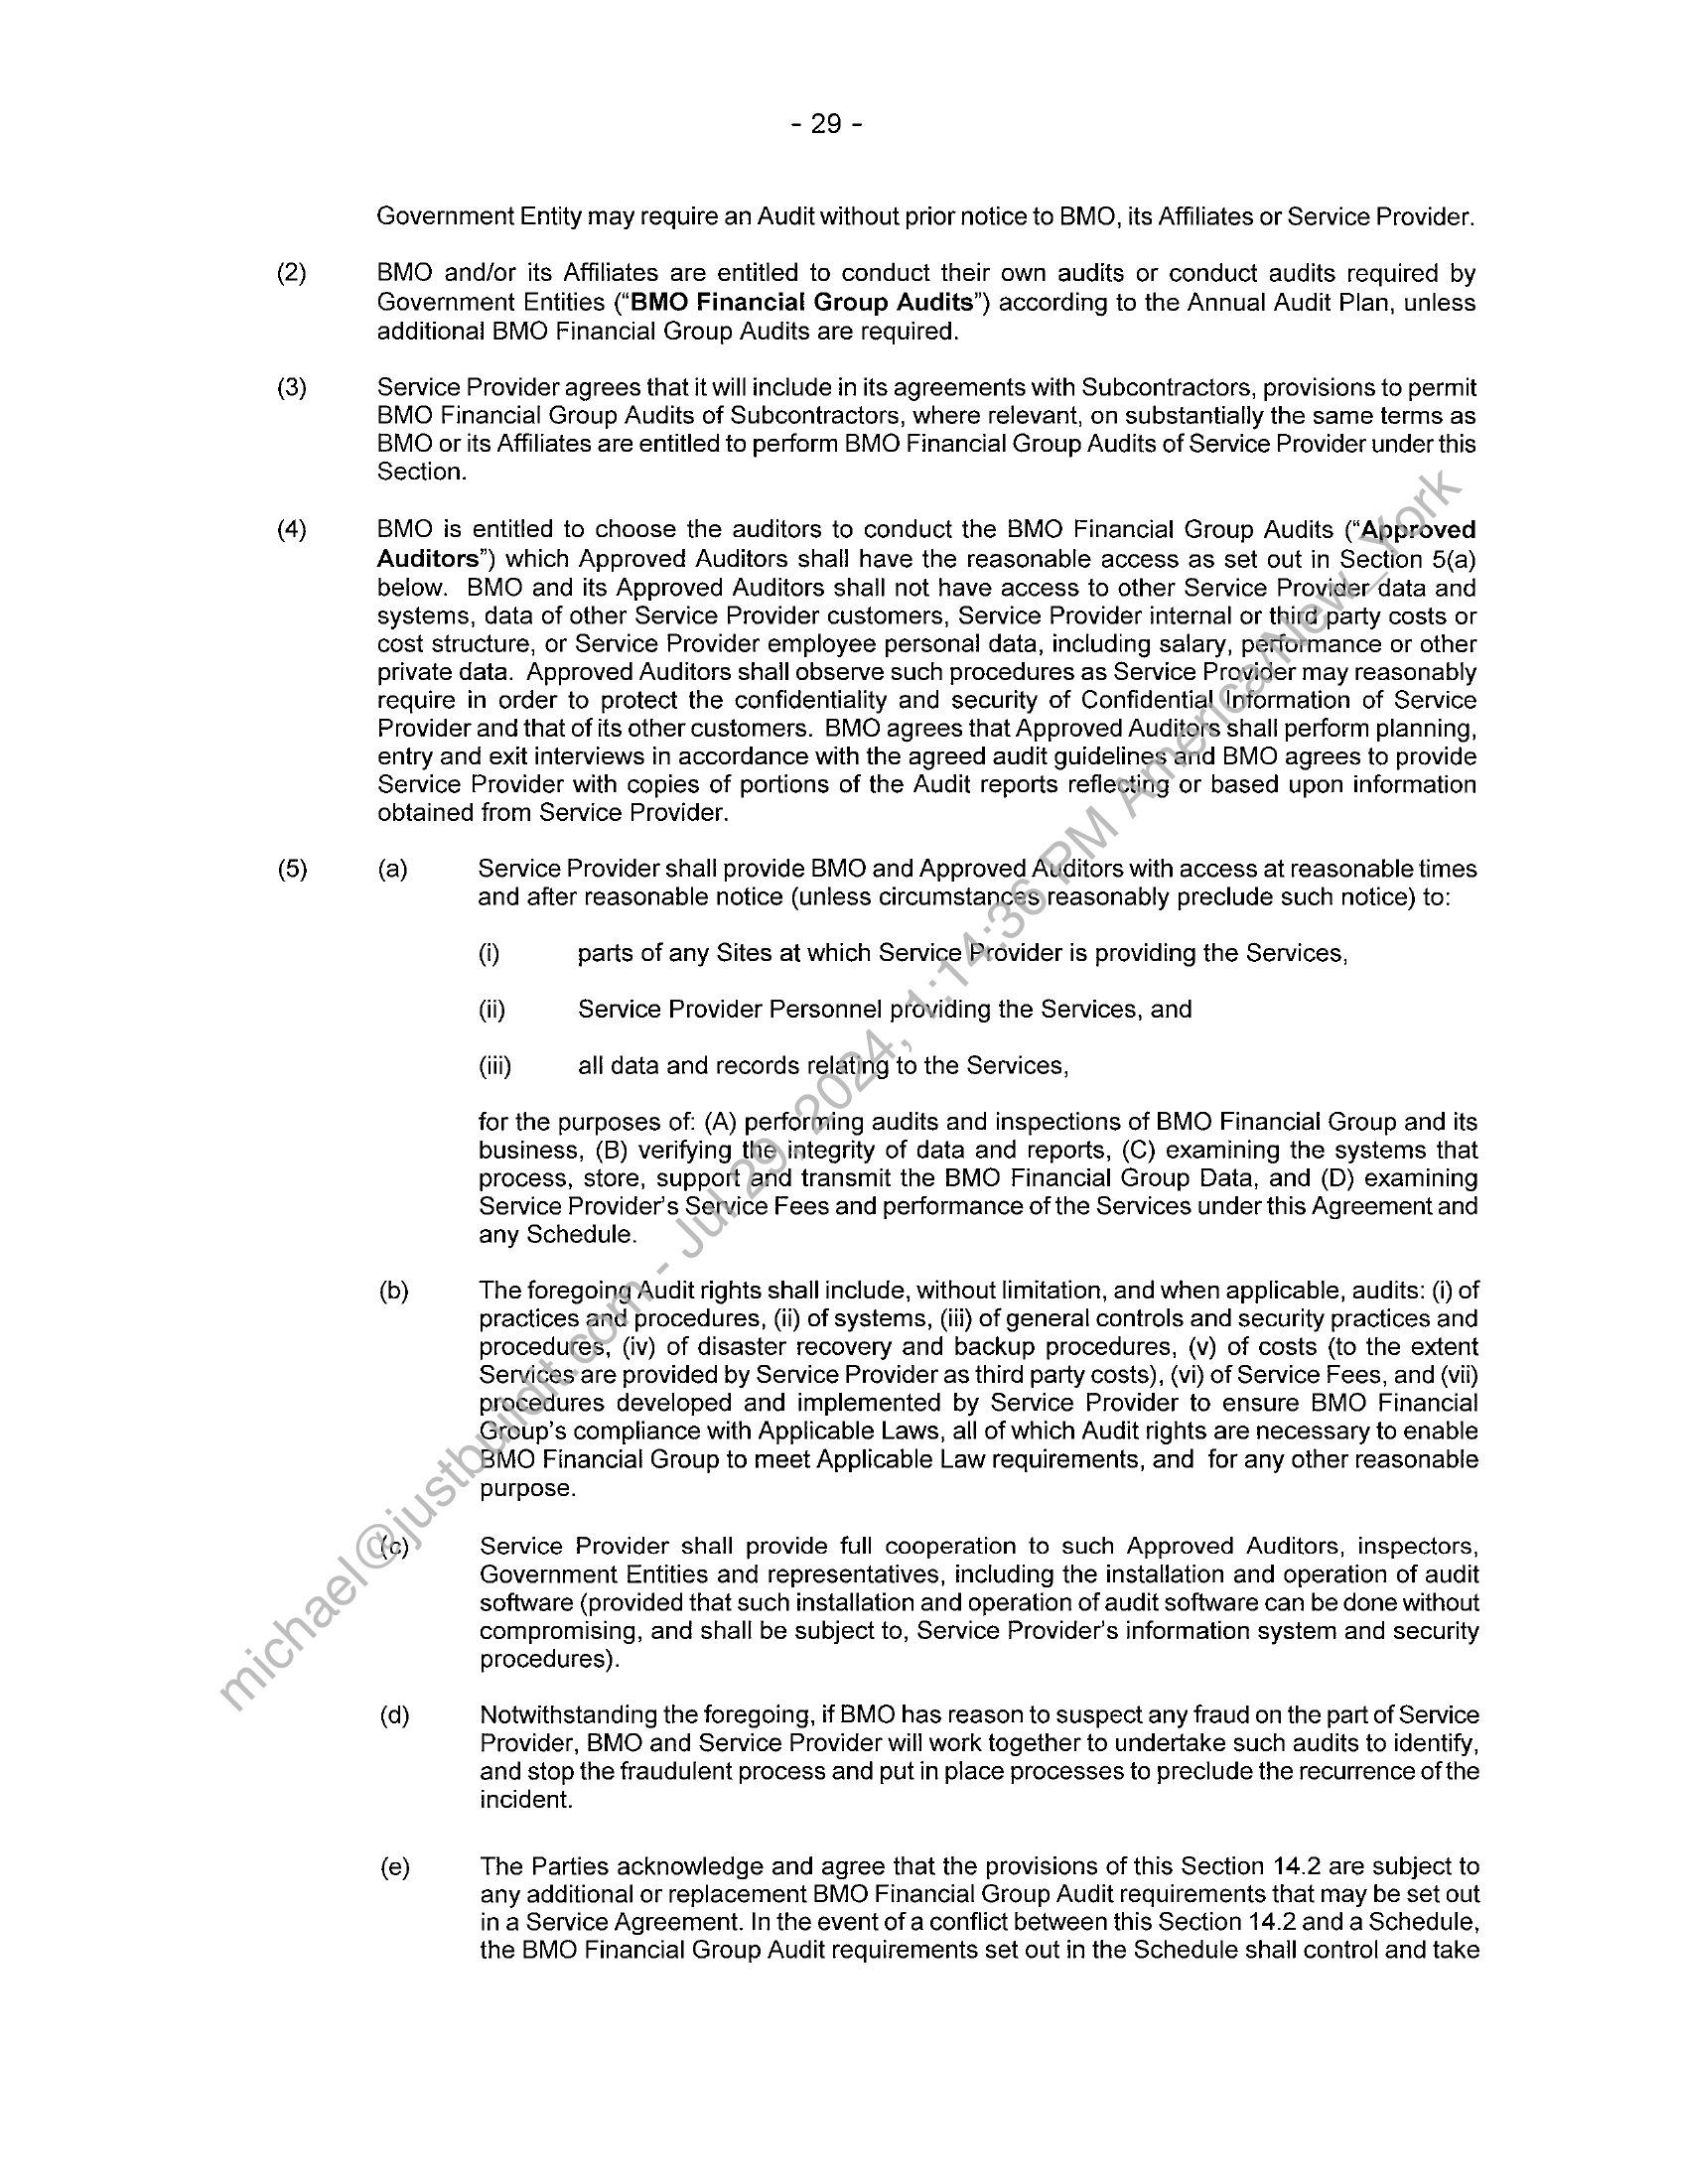 - 29 -
Government Entity may require an Audit without prior notice to BMO, its Affiliates or Service Provider.
(2) BMO and/or its Affiliates are entitled to conduct their own audits or conduct audits required by
Government Entities (“BMO Financial Group Audits”) according to the Annual Audit Plan, unless
additional BMO Financial Group Audits are required.
(3) Service Provider agrees that it will include in its agreements with Subcontractors, provisions to permit
BMO Financial Group Audits of Subcontractors, where relevant, on substantially the same terms as
BMO or its Affiliates are entitled to perform BMO Financial Group Audits of Service Provider under this
Section.
(4) BMO is entitled to choose the auditors to conduct the BMO Financial Group Audits (“Approved
Auditors”) which Approved Auditors shall have the reasonable access as set out in Section 5(a)
below. BMO and its Approved Auditors shall not have access to other Service Provider data and
systems, data of other Service Provider customers, Service Provider internal or third party costs or
cost structure, or Service Provider employee personal data, including salary, performance or other
private data. Approved Auditors shall observe such procedures as Service Provider may reasonably
require in order to protect the confidentiality and security of Confidential Information of Service
Provider and that of its other customers. BMO agrees that Approved Auditors shall perform planning,
entry and exit interviews in accordance with the agreed audit guidelines and BMO agrees to provide
Service Provider with copies of portions of the Audit reports reflecting or based upon information
obtained from Service Provider.
(5) (a) Service Provider shall provide BMO and Approved Auditors with access at reasonable times
and after reasonable notice (unless circumstances reasonably preclude such notice) to:
(i) parts of any Sites at which Service Provider is providing the Services,
(ii) Service Provider Personnel providing the Services, and
(iii) all data and records relating to the Services,
for the purposes of: (A) performing audits and inspections of BMO Financial Group and its
business, (B) verifying the integrity of data and reports, (C) examining the systems that
process, store, support and transmit the BMO Financial Group Data, and (D) examining
Service Provider’s Service Fees and performance of the Services under this Agreement and
any Schedule.
(b) The foregoing Audit rights shall include, without limitation, and when applicable, audits: (i) of
practices and procedures, (ii) of systems, (iii) of general controls and security practices and
procedures, (iv) of disaster recovery and backup procedures, (v) of costs (to the extent
Services are provided by Service Provider as third party costs), (vi) of Service Fees, and (vii)
procedures developed and implemented by Service Provider to ensure BMO Financial
Group’s compliance with Applicable Laws, all of which Audit rights are necessary to enable
BMO Financial Group to meet Applicable Law requirements, and for any other reasonable
purpose.
(c) Service Provider shall provide full cooperation to such Approved Auditors, inspectors,
Government Entities and representatives, including the installation and operation of audit
software (provided that such installation and operation of audit software can be done without
compromising, and shall be subject to, Service Provider’s information system and security
procedures).
(d) Notwithstanding the foregoing, if BMO has reason to suspect any fraud on the part of Service
Provider, BMO and Service Provider will work together to undertake such audits to identify,
and stop the fraudulent process and put in place processes to preclude the recurrence of the
incident.
(e) The Parties acknowledge and agree that the provisions of this Section 14.2 are subject to
any additional or replacement BMO Financial Group Audit requirements that may be set out
in a Service Agreement. In the event of a conflict between this Section 14.2 and a Schedule,
the BMO Financial Group Audit requirements set out in the Schedule shall control and take
michael@justbuildit.com - Jul 29, 2024, 1:14:36 PM America/New_York